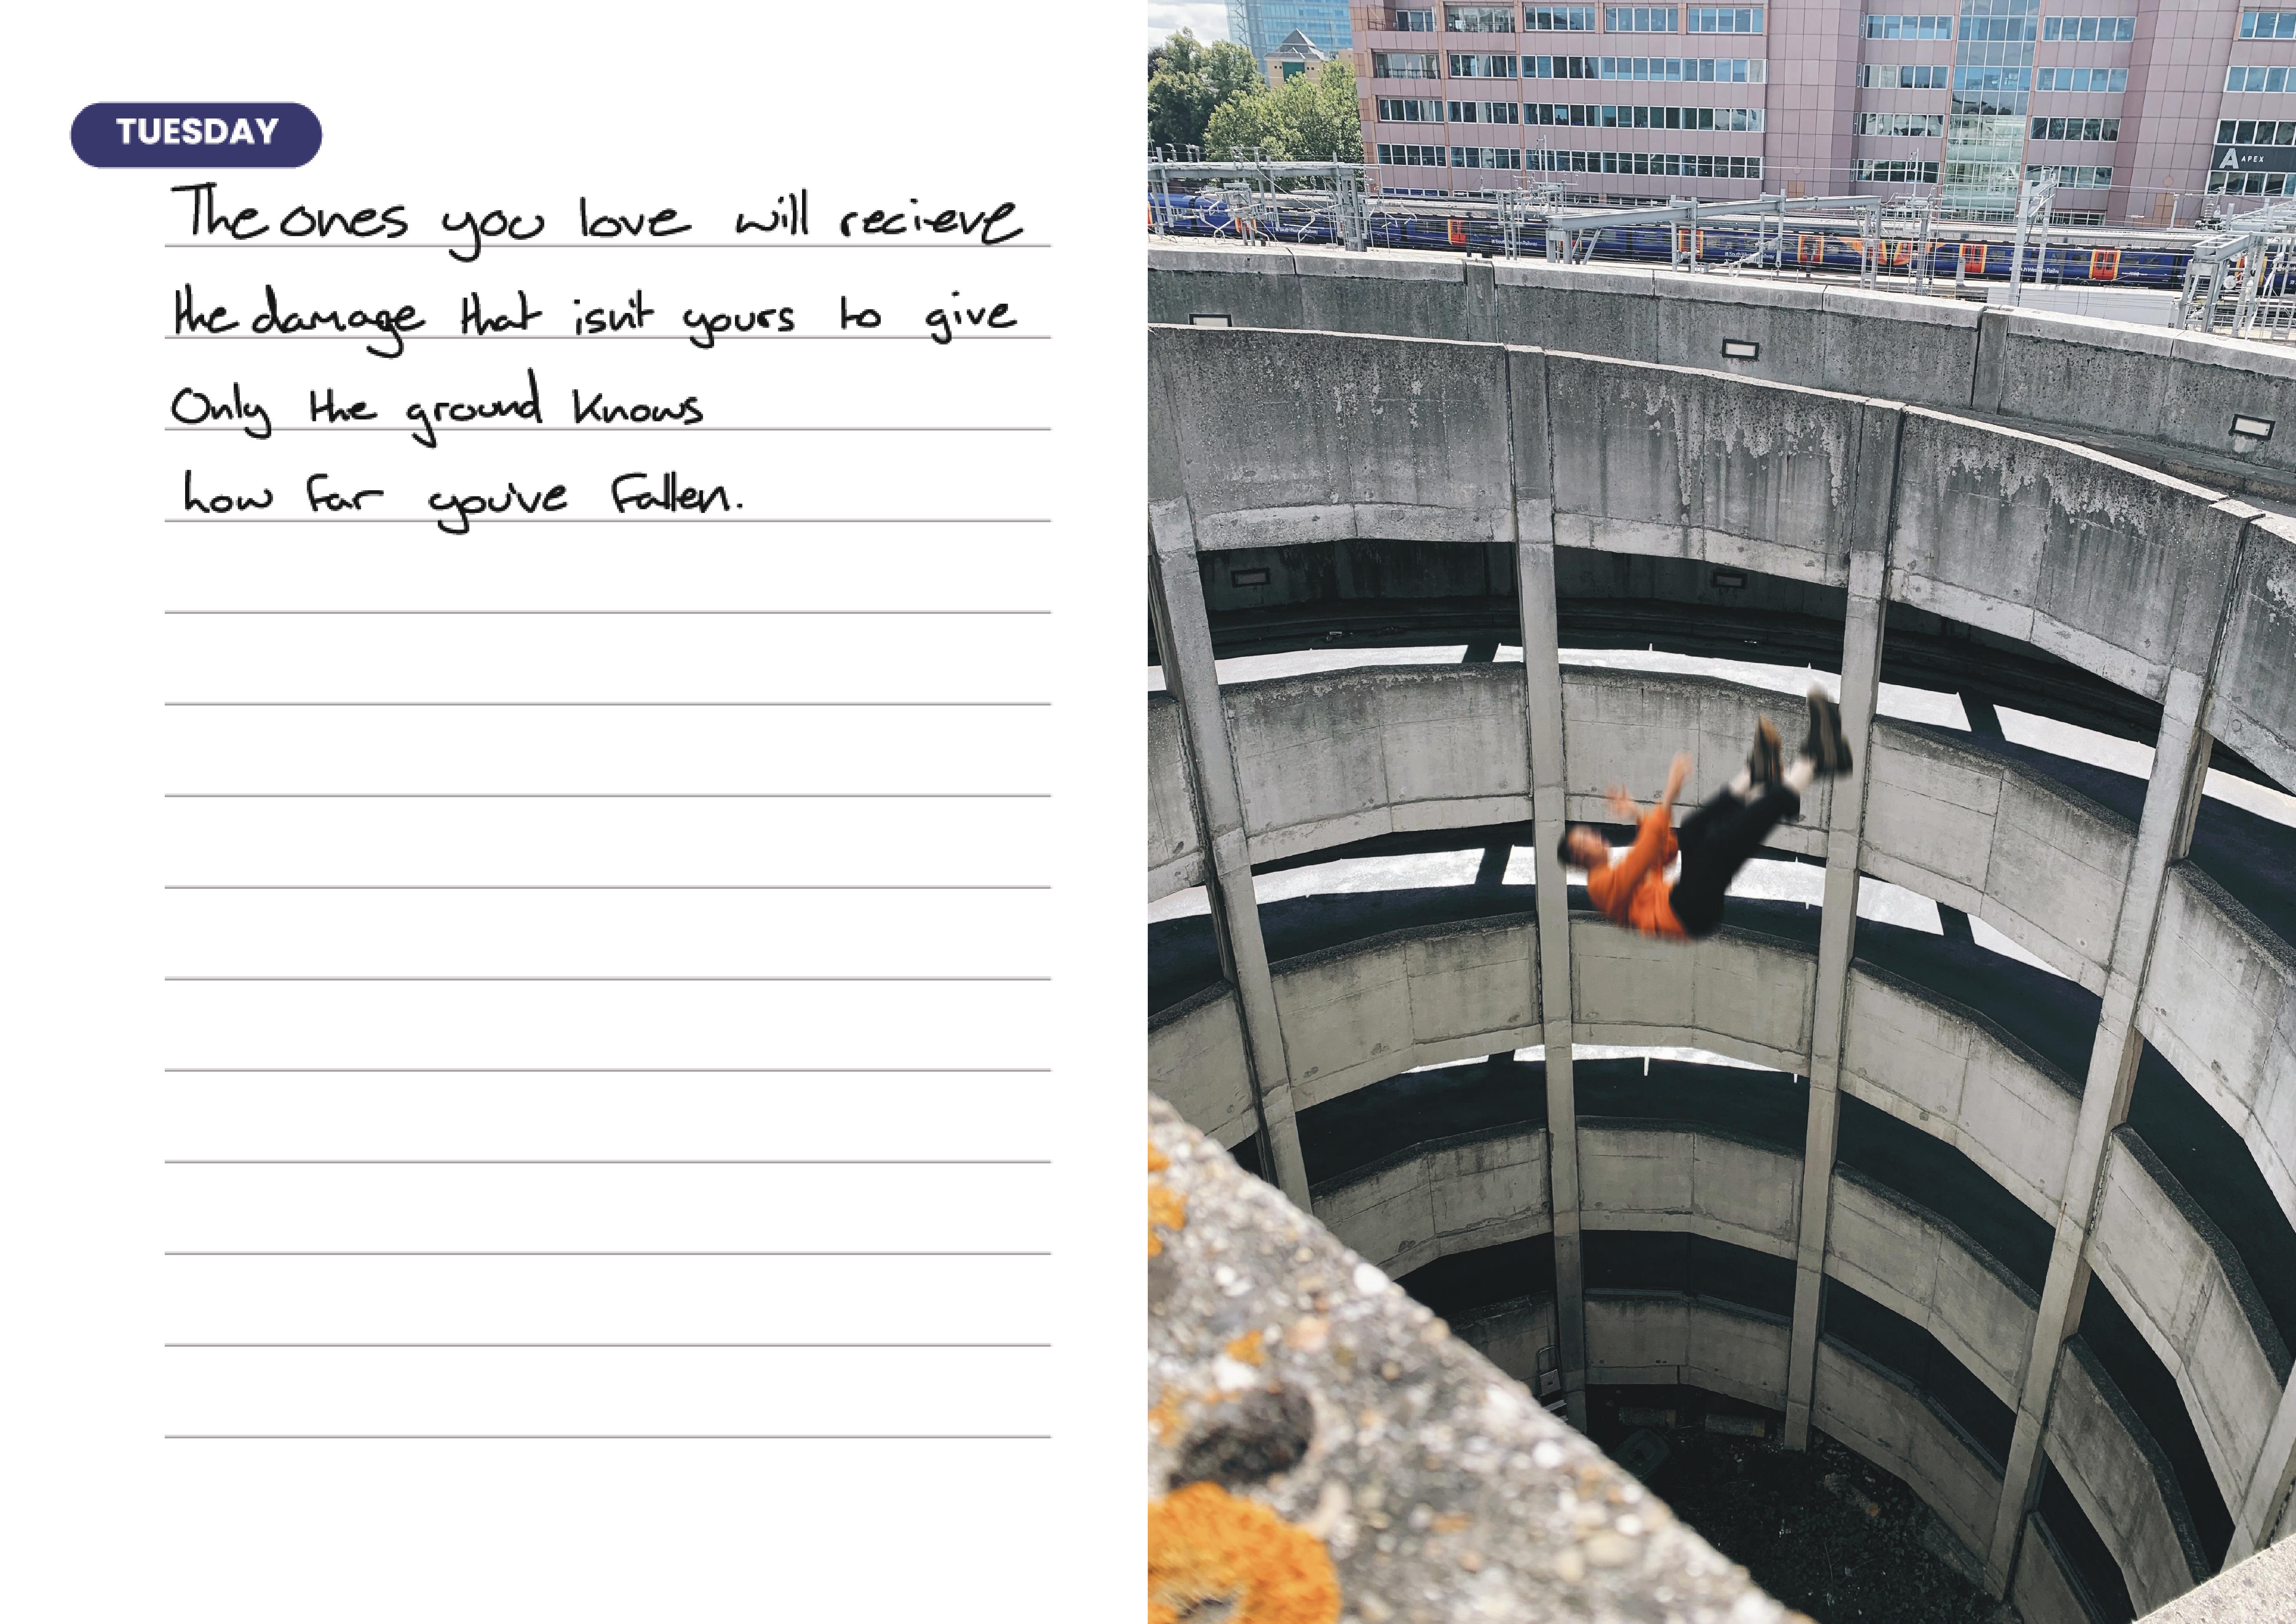 TUESDAY
The ones you love will recieve
the damage that isn't yours to give
Only the ground knows
how far you've fallen.
A APEX